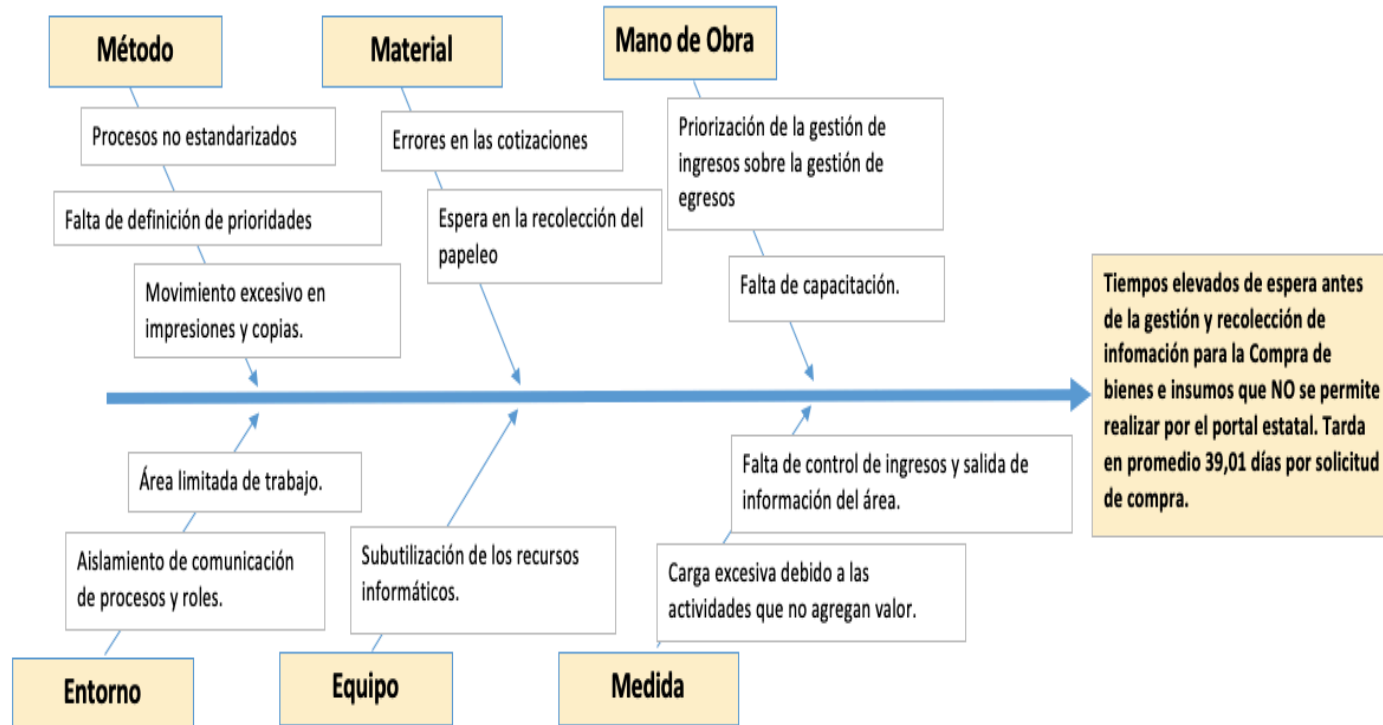 Método
Material
Mano de Obra
Procesos no estandarizados
Falta de definición de prioridades
Movimiento excesivo en
impresiones y copias.
Errores en las cotizaciones
Espera en la recolección del
papeleo
Priorización de la gestión de
ingresos sobre la gestión de
egresos
Falta de capacitación.
Tiempos elevados de espera antes
de la gestión y recolección de
infomación para la Compra de
bienes e insumos que NO se permite
realizar por el portal estatal. Tarda
en promedio 39,01 días por solicitud
de compra.
Área limitada de trabajo.
Aislamiento de comunicación
de procesos y roles.
Subutilización de los recursos
informáticos.
Falta de control de ingresos y salida de
información del área.
Carga excesiva debido a las
actividades que no agregan valor.
Entorno
Equipo
Medida